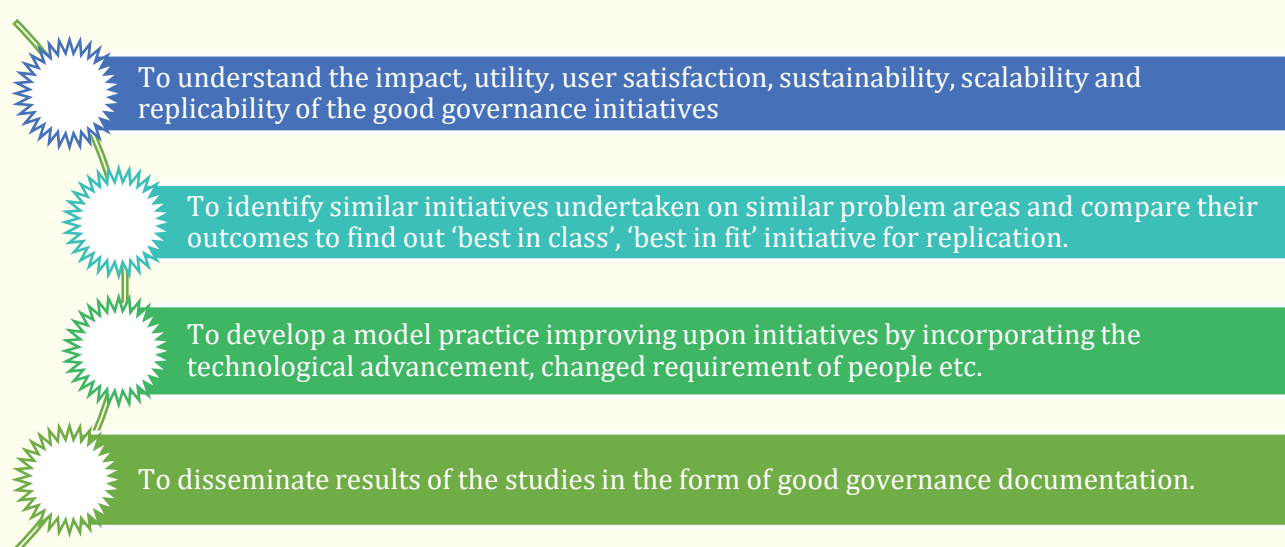 To understand the impact, utility, user satisfaction, sustainability, scalability and
replicability of the good governance initiatives
To identify similar initiatives undertaken on similar problem areas and compare their
outcomes to find out ‘best in class’, ‘best in fit’ initiative for replication.
To develop a model practice improving upon initiatives by incorporating the
technological advancement, changed requirement of people etc.
To disseminate results of the studies in the form of good governance documentation.